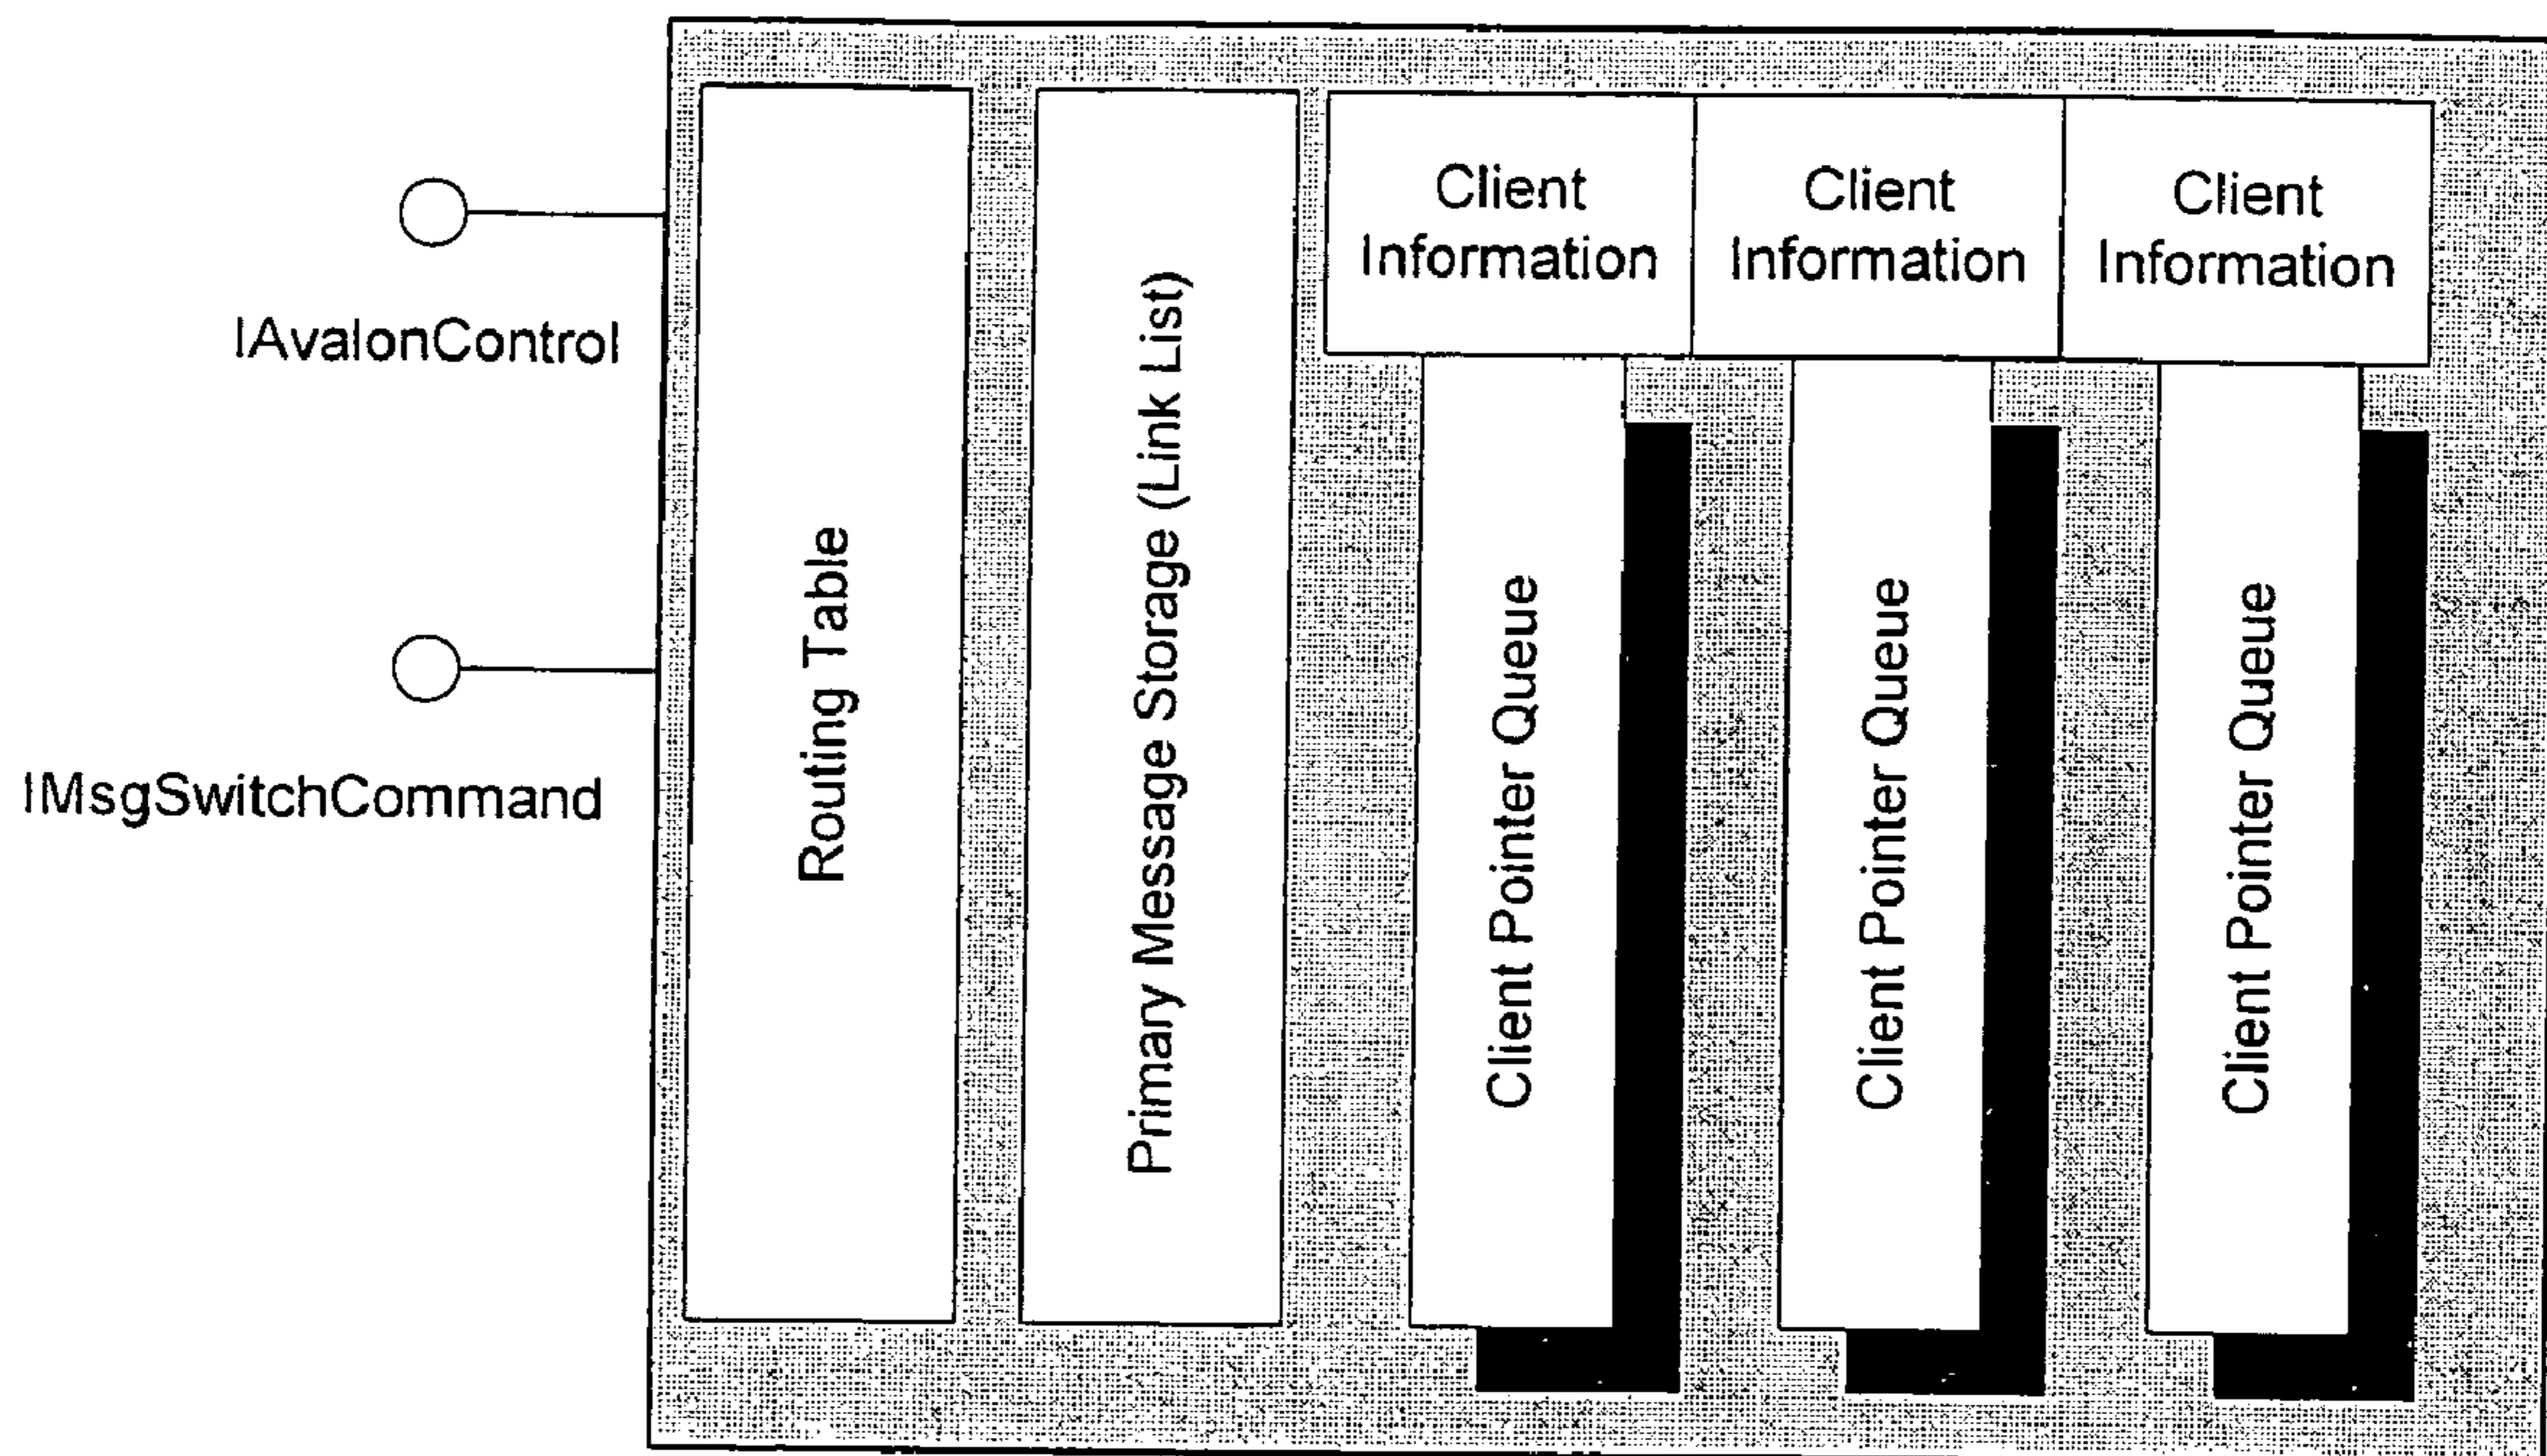 IAvalonControl
IMsgSwitchCommand
Routing Table
Primary Message Storage (Link List)
Client
Information
Client
Information
Client
Information
Client Pointer Queue
Client Pointer Queue
Client Pointer Queue